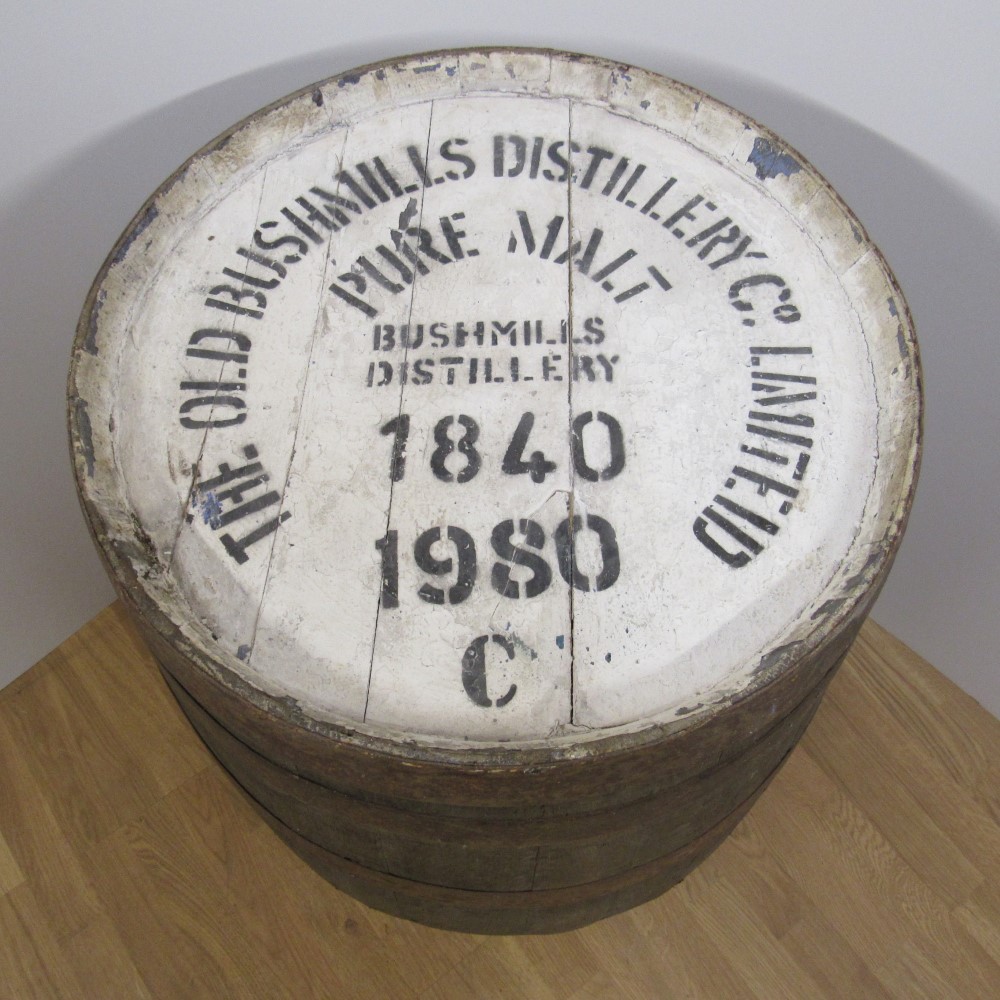 THE OLD BUSHMILLS DISTILLERY Cº. LIMITED
PURE MALT
BUSHMILLS
DISTILLERY
1840
1980
C